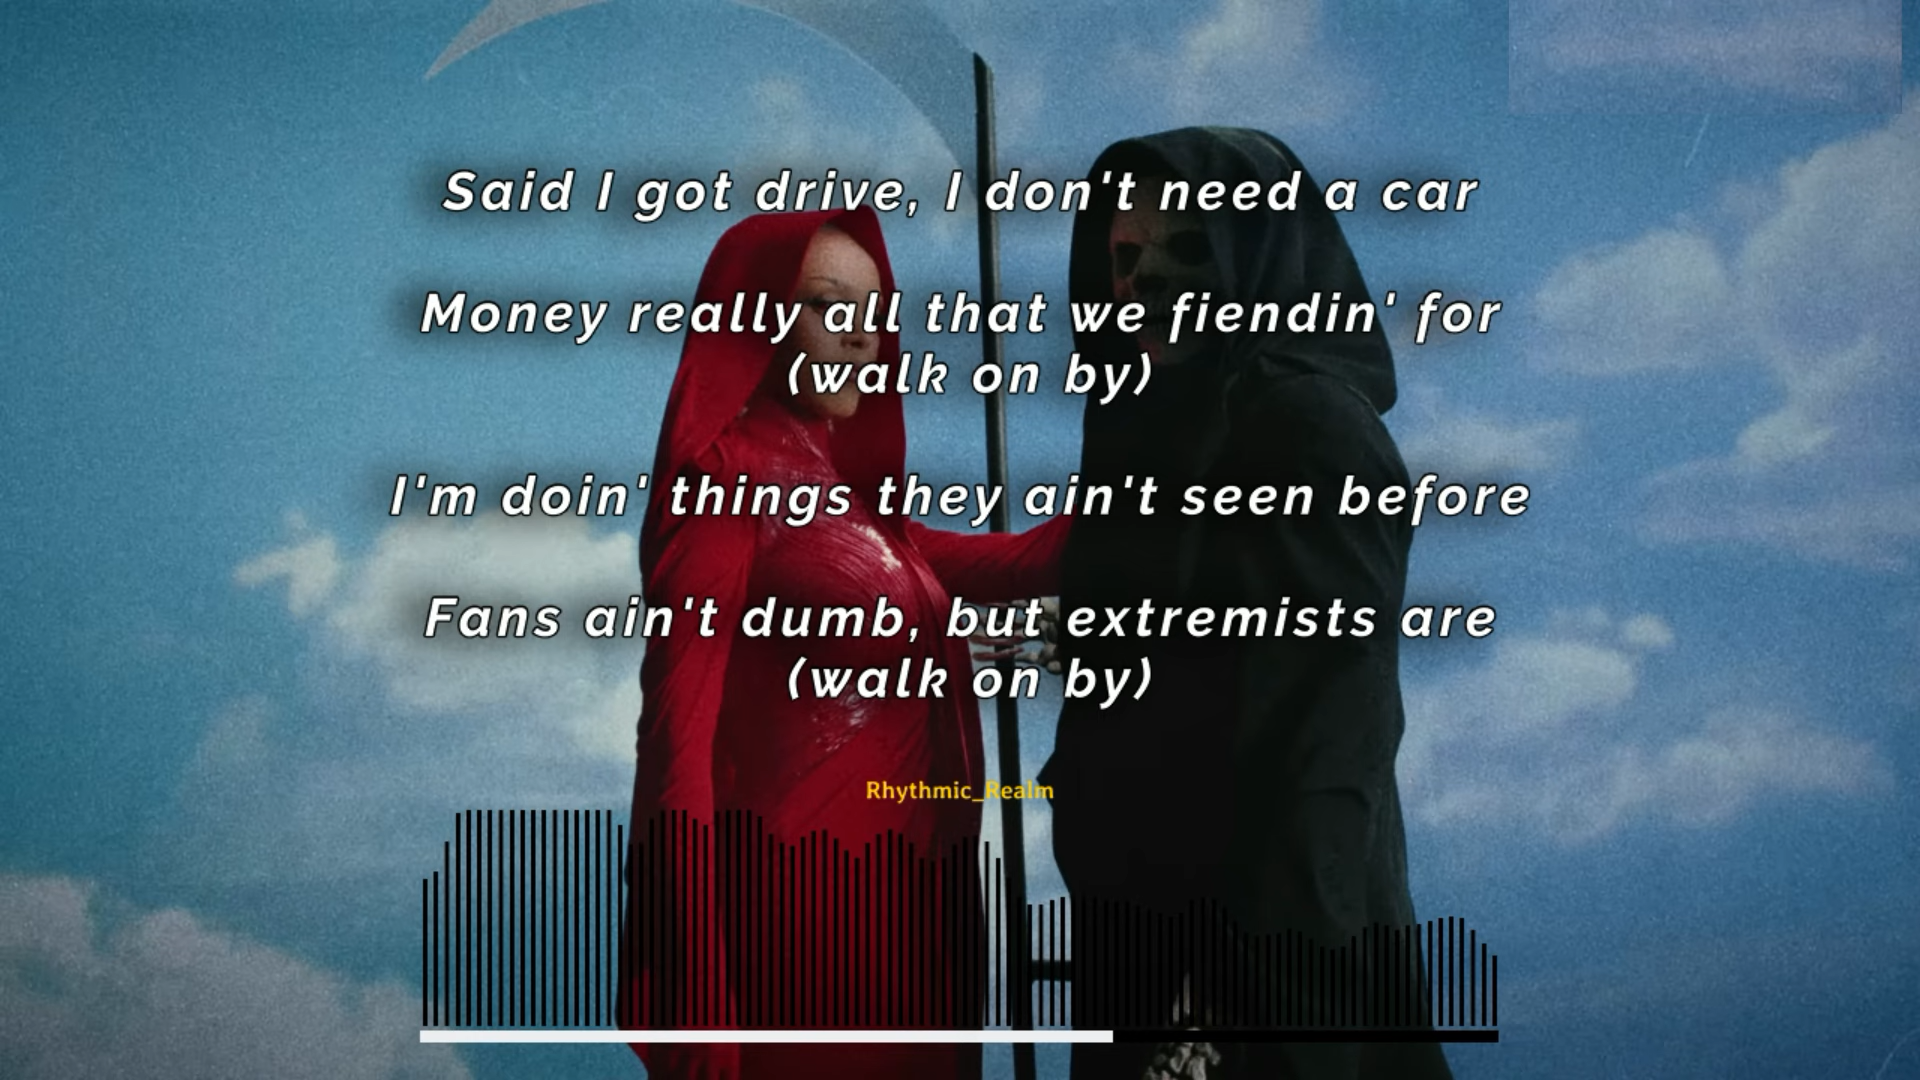 Said I got drive, I don't need a car
Money really all that we fiendin' for
(walk on by)
I'm doin' things they ain't seen before
Fans ain't dumb, but extremists are
(walk on by)
Rhythmic_Realm